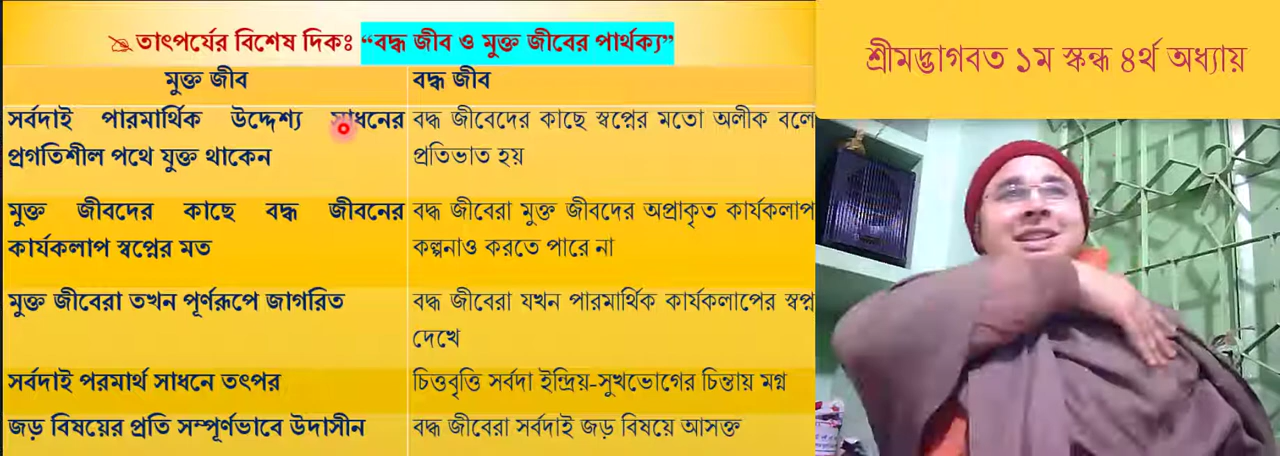 তাৎপর্যের বিশেষ দিকঃ “বদ্ধ জীব ও মুক্ত জীবের পার্থক্য”
শ্রীমদ্ভাগবত ১ম স্কন্ধ ৪র্থ অধ্যায়
মুক্ত জীব
বদ্ধ জীব
সর্বদাই পারমার্থিক উদ্দেশ্য সাধনের
প্রগতিশীল পথে যুক্ত থাকেন
বদ্ধ জীবেদের কাছে স্বপ্নের মতো অলীক বলে
প্রতিভাত হয়
মুক্ত জীবদের কাছে বদ্ধ জীবনের
কার্যকলাপ স্বপ্নের মত
বদ্ধ জীবেরা মুক্ত জীবদের অপ্রাকৃত কার্যকলাপ
কল্পনাও করতে পারে না
মুক্ত জীবেরা তখন পূর্ণরূপে জাগরিত
বদ্ধ জীবেরা যখন পারমার্থিক কার্যকলাপের স্বপ্ন
দেখে
সর্বদাই পরমার্থ সাধনে তৎপর
চিত্তবৃত্তি সর্বদা ইন্দ্রিয়-সুখভোগের চিন্তায় মগ্ন
জড় বিষয়ের প্রতি সম্পূর্ণভাবে উদাসীন
বদ্ধ জীবেরা সর্বদাই জড় বিষয়ে আসক্ত